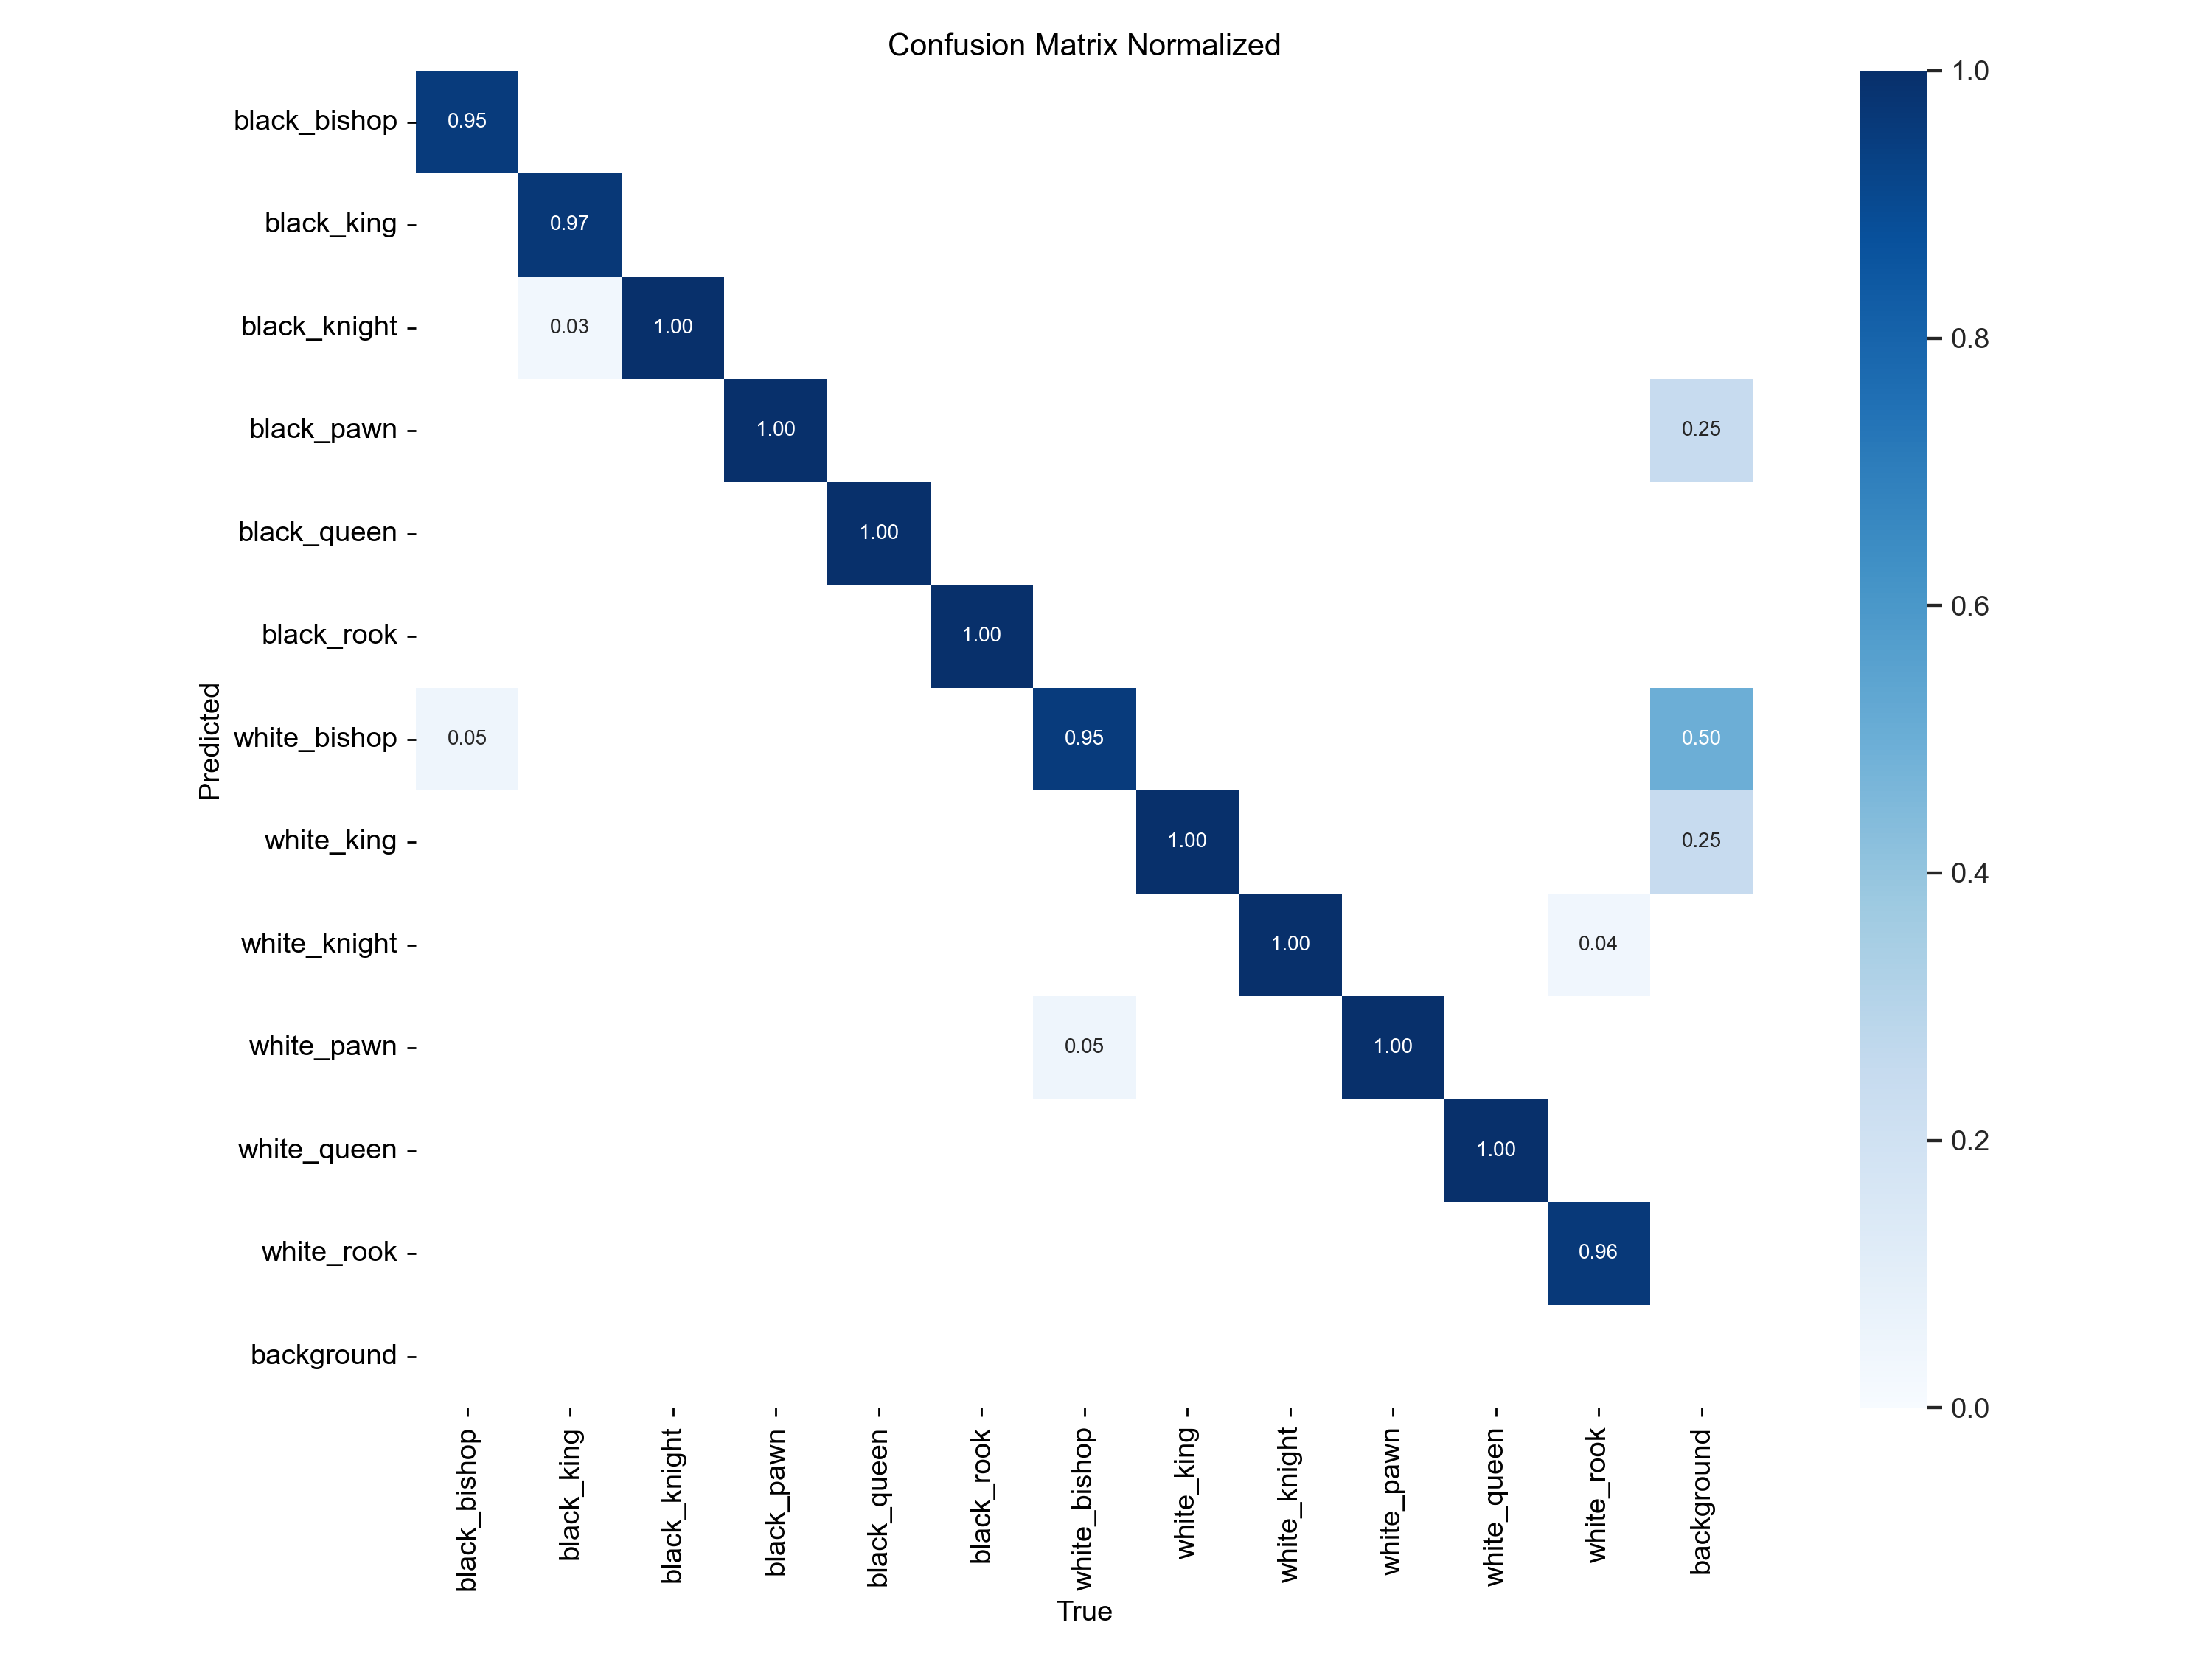 Confusion Matrix Normalized
black_bishop
black_king
black_knight
black_pawn
black_queen
black_rook
white_bishop
white_king
white_knight
white_pawn
white_queen
white_rook
background
Predicted
0.95
0.97
0.03 1.00
1.00 0.25
1.00
1.00
0.05 0.95 0.50
1.00 0.25
1.00 0.04
0.05 1.00
1.00
0.96
black_bishop
black_king
black_knight
black_pawn
black_queen
black_rook
white_bishop
white_king
white_knight
white_pawn
white_queen
white_rook
background
True
1.0
0.8
0.6
0.4
0.2
0.0